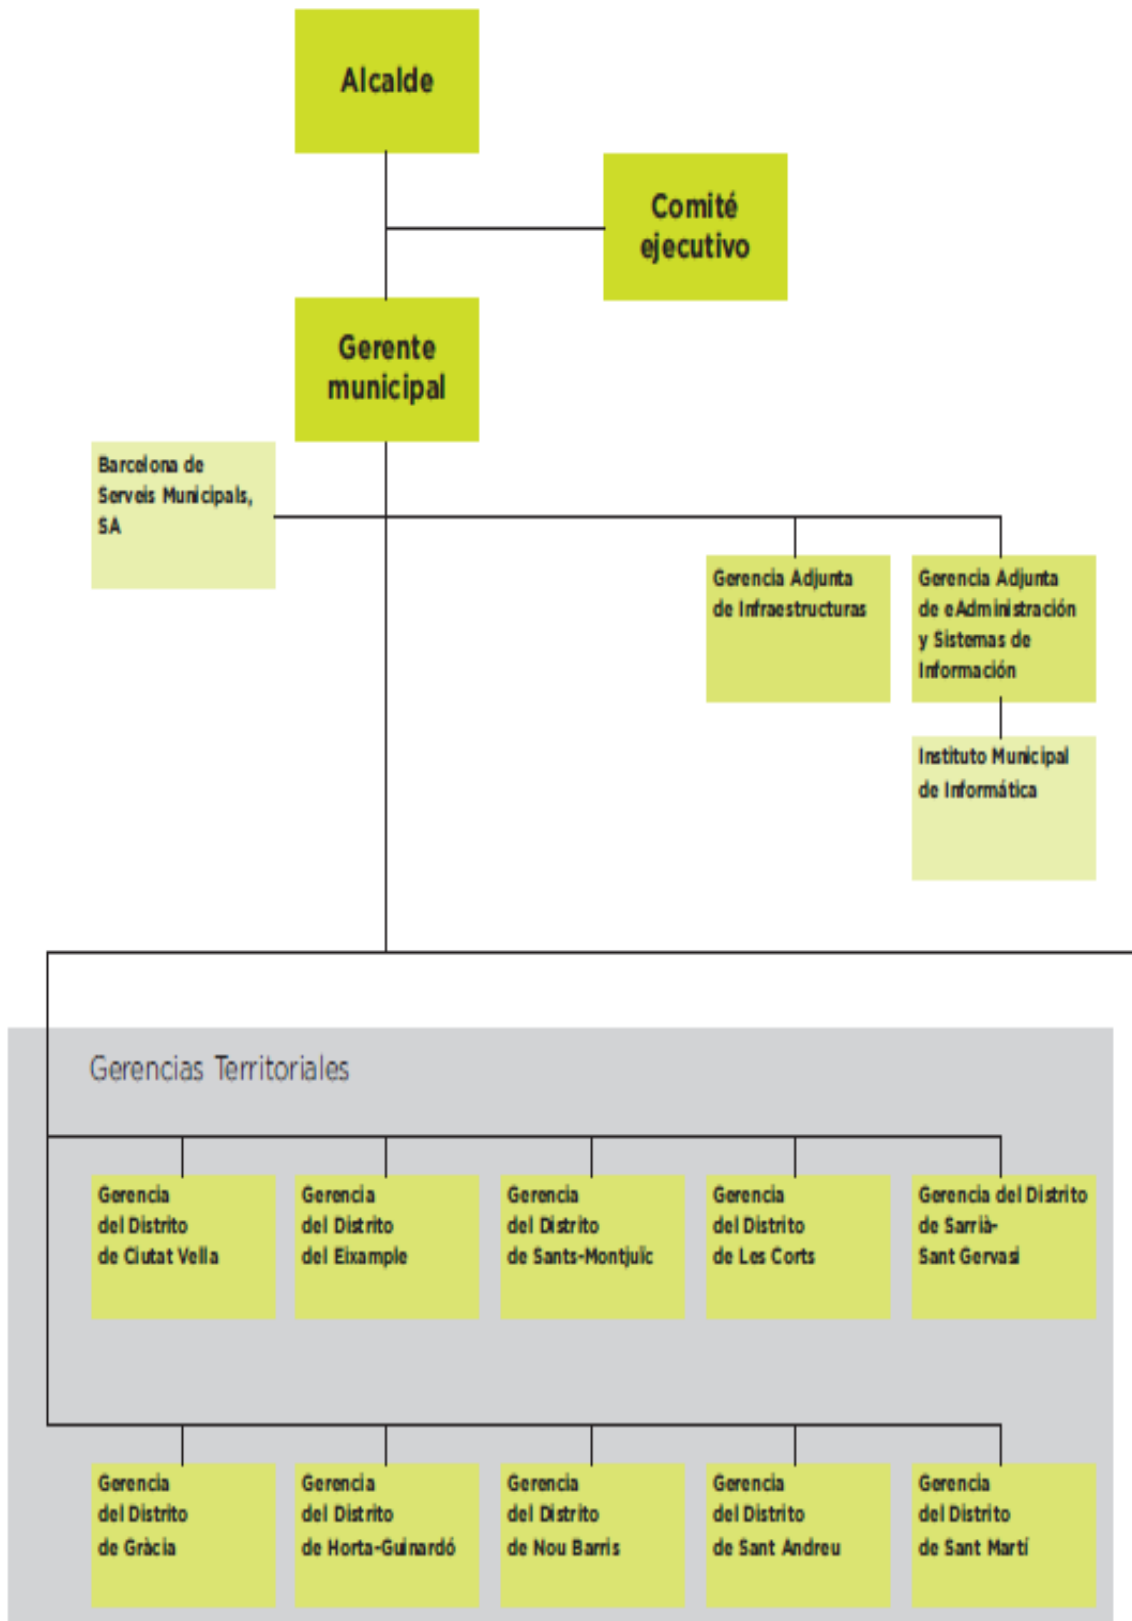 Alcalde
Comité
ejecutivo
Gerente
municipal
Barcelona de
Serveis Municipals,
SA
Gerencia Adjunta
de Infraestructuras
Gerencia Adjunta
de eAdministración
y Sistemas de
Información
Instituto Municipal
de Informática
Gerencias Territoriales
Gerencia
del Distrito
de Ciutat Vella
Gerencia
del Distrito
del Eixample
Gerencia
del Distrito
de Sants-Montjuïc
Gerencia
del Distrito
de Les Corts
Gerencia del Distrito
de Sarrià-
Sant Gervasi
Gerencia
del Distrito
de Gràcia
Gerencia
del Distrito
de Horta-Guinardó
Gerencia
del Distrito
de Nou Barris
Gerencia
del Distrito
de Sant Andreu
Gerencia
del Distrito
de Sant Martí